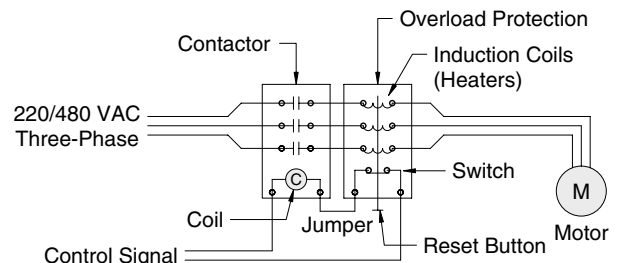 Overload Protection
Contactor
Induction Coils
(Heaters)
220/480 VAC
Three-Phase
C
Switch
M
Coil
Jumper
Reset Button
Motor
Control Signal